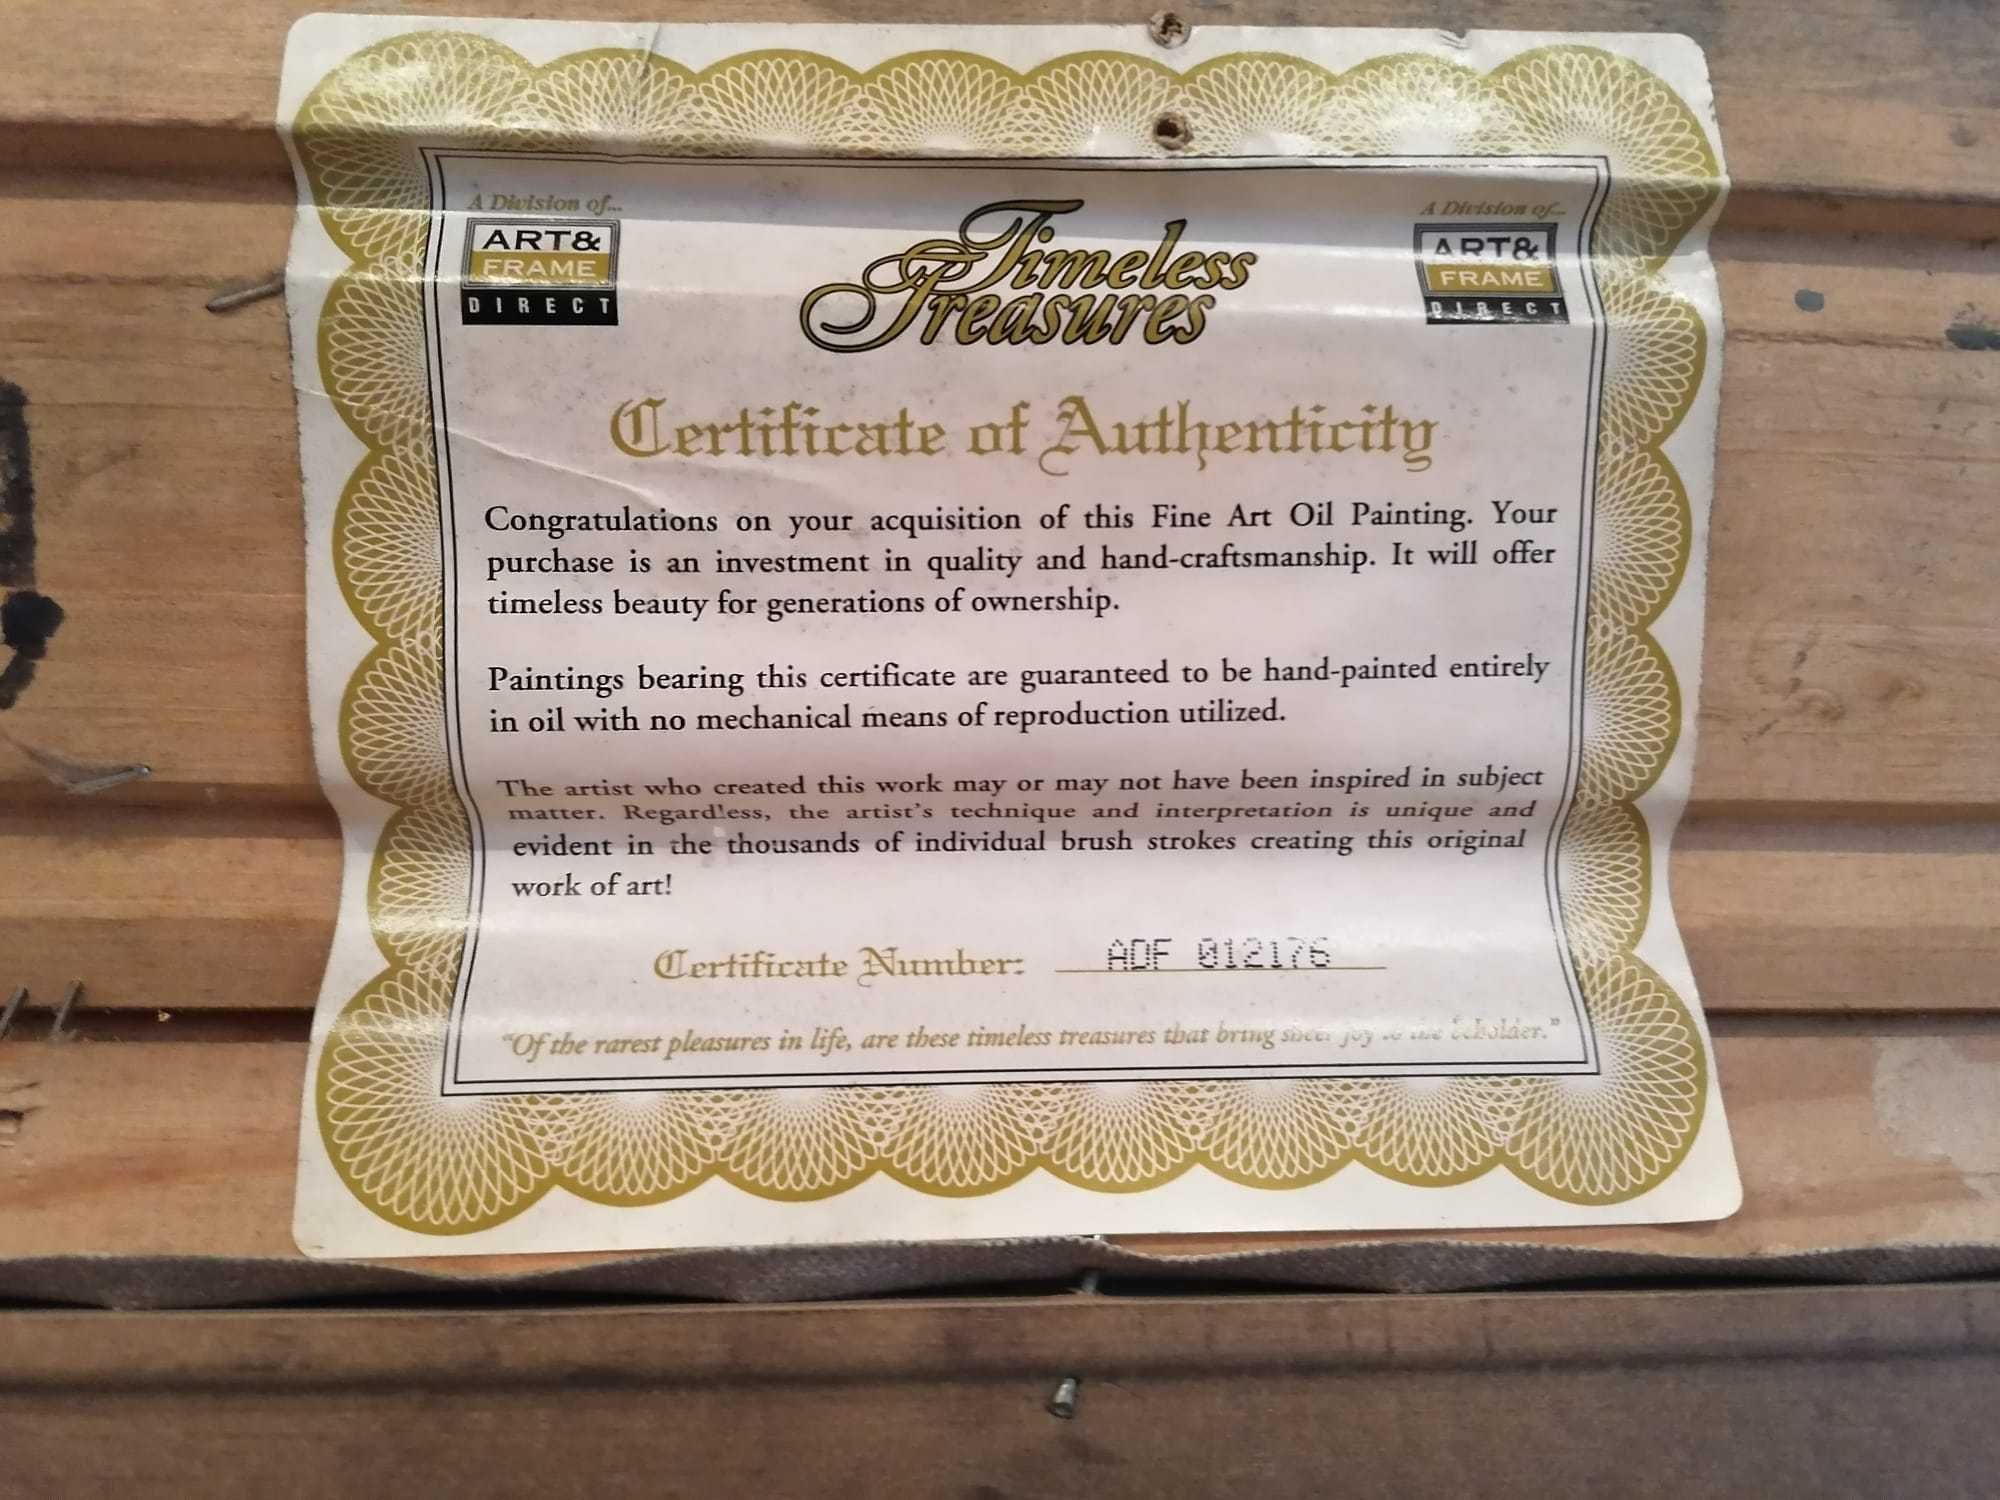 A Division of...
ART&
FRAME
DIRECT
Timeless
Treasures
A Division of...
ART&
FRAME
DIRECT
Certificate of Authenticity
Congratulations on your acquisition of this Fine Art Oil Painting. Your
purchase is an investment in quality and hand-craftsmanship. It will offer
timeless beauty for generations of ownership.
Paintings bearing this certificate are guaranteed to be hand-painted entirely
in oil with no mechanical means of reproduction utilized.
The artist who created this work may or may not have been inspired in subject
matter. Regardless, the artist's technique and interpretation is unique and
evident in the thousands of individual brush strokes creating this original
work of art!
Certificate Number: ADF 012176
"Of the rarest pleasures in life, are these timeless treasures that bring sheer joy to the beholder."